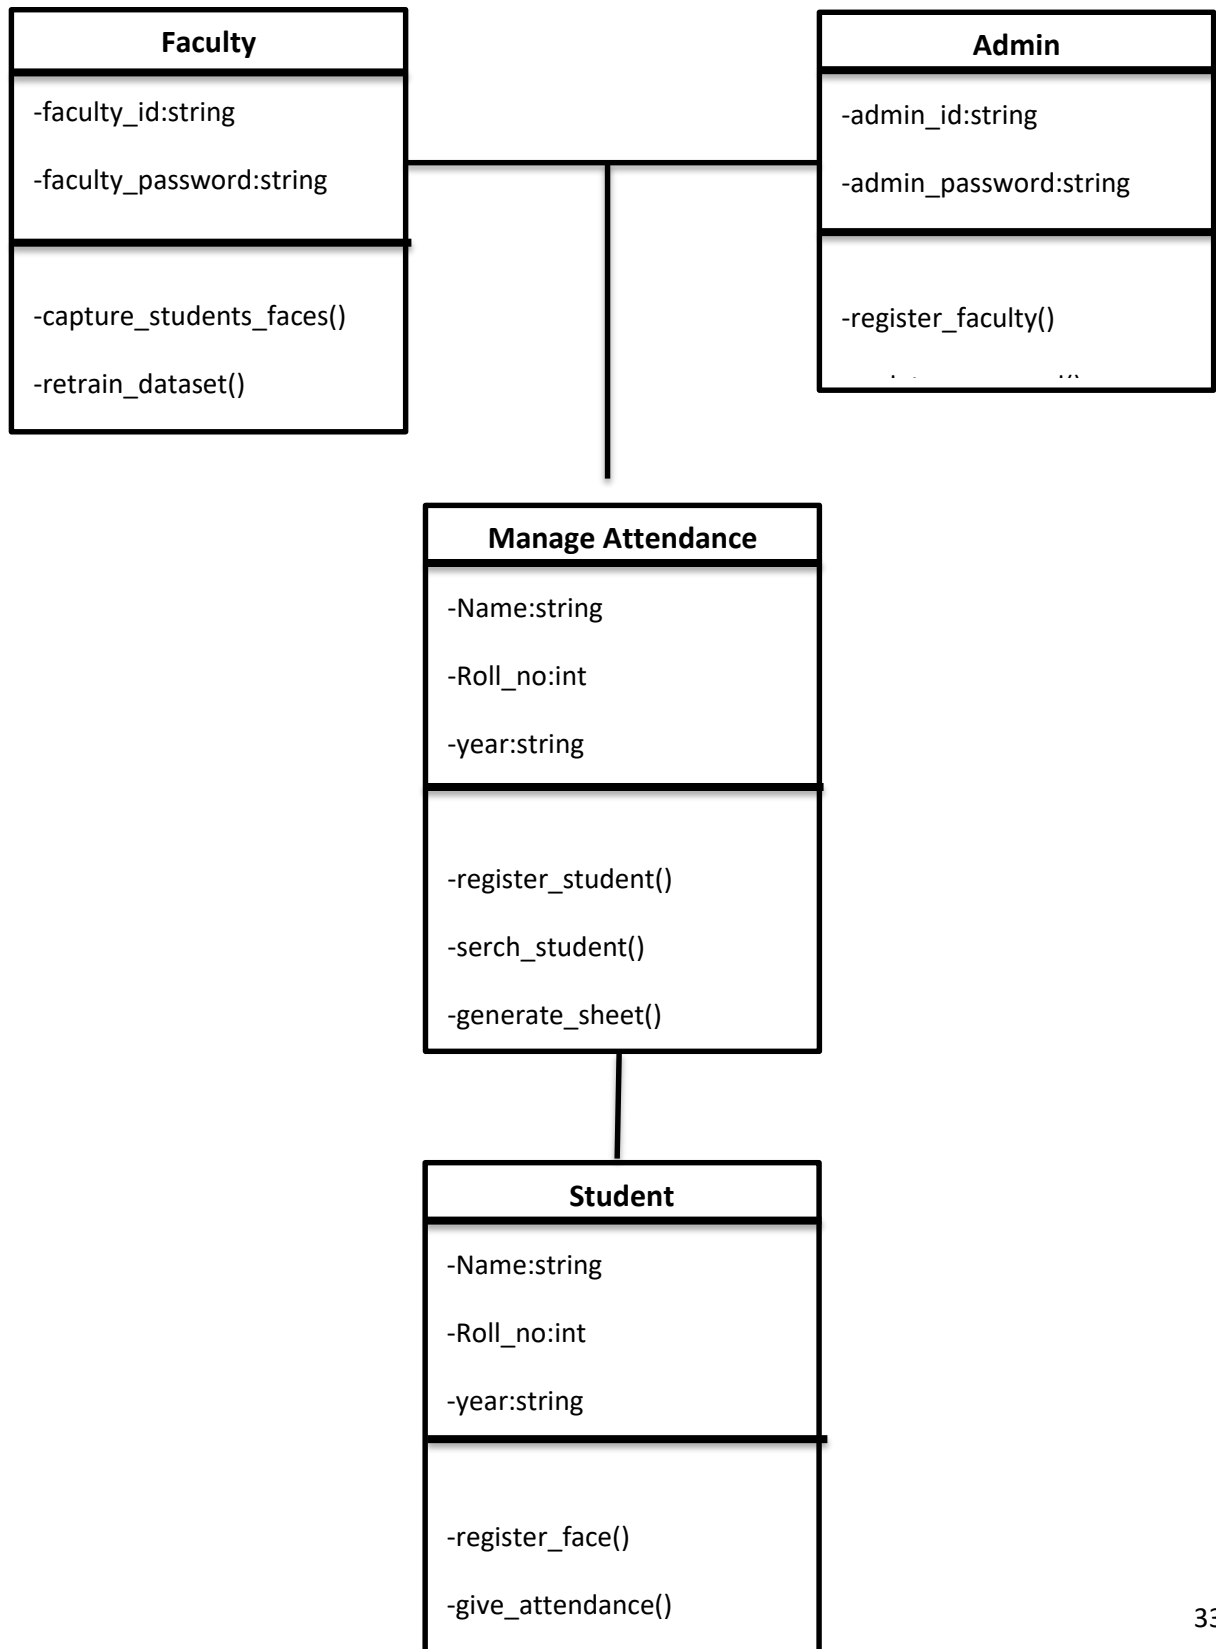 Faculty
-faculty_id:string
-faculty_password:string
-capture_students_faces()
-retrain_dataset()
Admin
-admin_id:string
-admin_password:string
-register_faculty()
Manage Attendance
-Name:string
-Roll_no:int
-year:string
-register_student()
-serch_student()
-generate_sheet()
Student
-Name:string
-Roll_no:int
-year:string
-register_face()
-give_attendance()
33